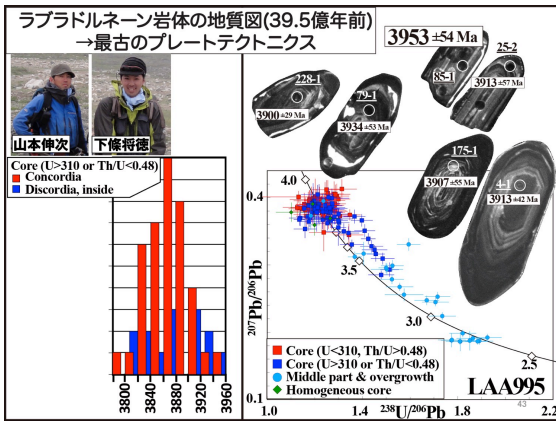 ラブラドルネーン岩体の地質図(39.5億年前)
→最古のプレートテクトニクス
山本伸次
下條将徳
Core (U>310 or Th/U<0.48)
Concordia
Discordia, inside
3800
3840
3880
3920
3960
3953 ±54 Ma
228-1
3900 ±29 Ma
79-1
3934 ±53 Ma
85-1
25-2
3913 ±57 Ma
175-1
3907 ±55 Ma
4-1
3913 ±42 Ma
4.0
3.5
3.0
2.5
0.4
0.1
207Pb/206Pb
Core (U<310, Th/U>0.48)
Core (U>310 or Th/U<0.48)
Middle part & overgrowth
Homogeneous core
LAA995
43
1.0
1.4
1.8
2.2
238U/206Pb